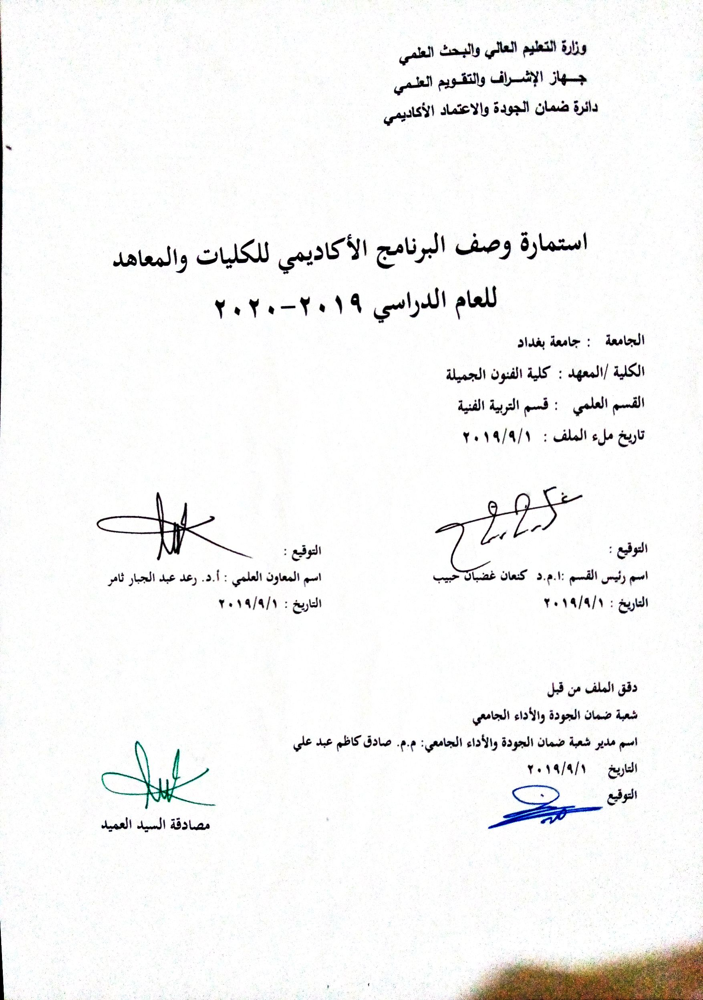 وزارة التعليم العالي والبحث العلمي
جـــهاز الإشـــراف والتقـويم العلـمي
دائرة ضمان الجودة والاعتماد الأكاديمي
استمارة وصف البرنامج الأكاديمي للكليات والمعاهد
للعام الدراسي ٢٠١٩–٢٠٢٠
الجامعة : جامعة بغداد
الكلية /المعهد : كلية الفنون الجميلة
القسم العلمي : قسم التربية الفنية
تاريخ ملء الملف : ٢٠١٩/٩/١
التوقيع :
اسم رئيس القسم :ا.م.د كنعان غضبان حبيب
التاريخ : ٢٠١٩/٩/١
التوقيع :
اسم المعاون العلمي : أ.د. رعد عبد الجبار ثامر
التاريخ : ٢٠١٩/٩/١
دقق الملف من قبل
شعبة ضمان الجودة والأداء الجامعي
اسم مدير شعبة ضمان الجودة والأداء الجامعي: م.م. صادق كاظم عبد علي
التاريخ ٢٠١٩/٩/١
التوقيع
مصادقة السيد العميد